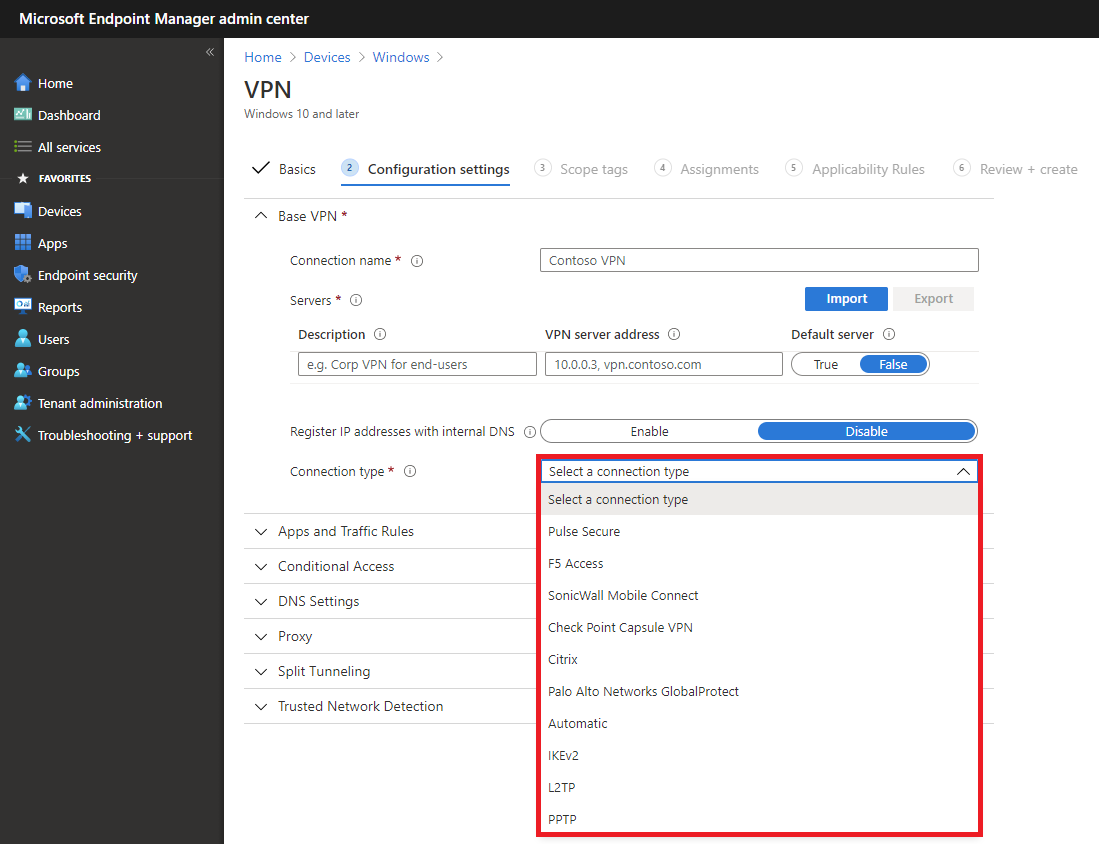 Microsoft Endpoint Manager admin center
«
Home
Dashboard
All services
FAVORITES
Devices
Apps
Endpoint security
Reports
Users
Groups
Tenant administration
Troubleshooting + support
Home > Devices > Windows >
VPN
Windows 10 and later
Basics 2 Configuration settings 3 Scope tags 4 Assignments 5 Applicability Rules 6 Review + create
Base VPN *
Connection name * Contoso VPN
Servers * Import Export
Description VPN server address Default server
e.g. Corp VPN for end-users 10.0.0.3, vpn.contoso.com True False
Register IP addresses with internal DNS Enable Disable
Connection type * Select a connection type
Select a connection type
Pulse Secure
F5 Access
SonicWall Mobile Connect
Check Point Capsule VPN
Citrix
Palo Alto Networks GlobalProtect
Automatic
IKEv2
L2TP
PPTP
Apps and Traffic Rules
Conditional Access
DNS Settings
Proxy
Split Tunneling
Trusted Network Detection